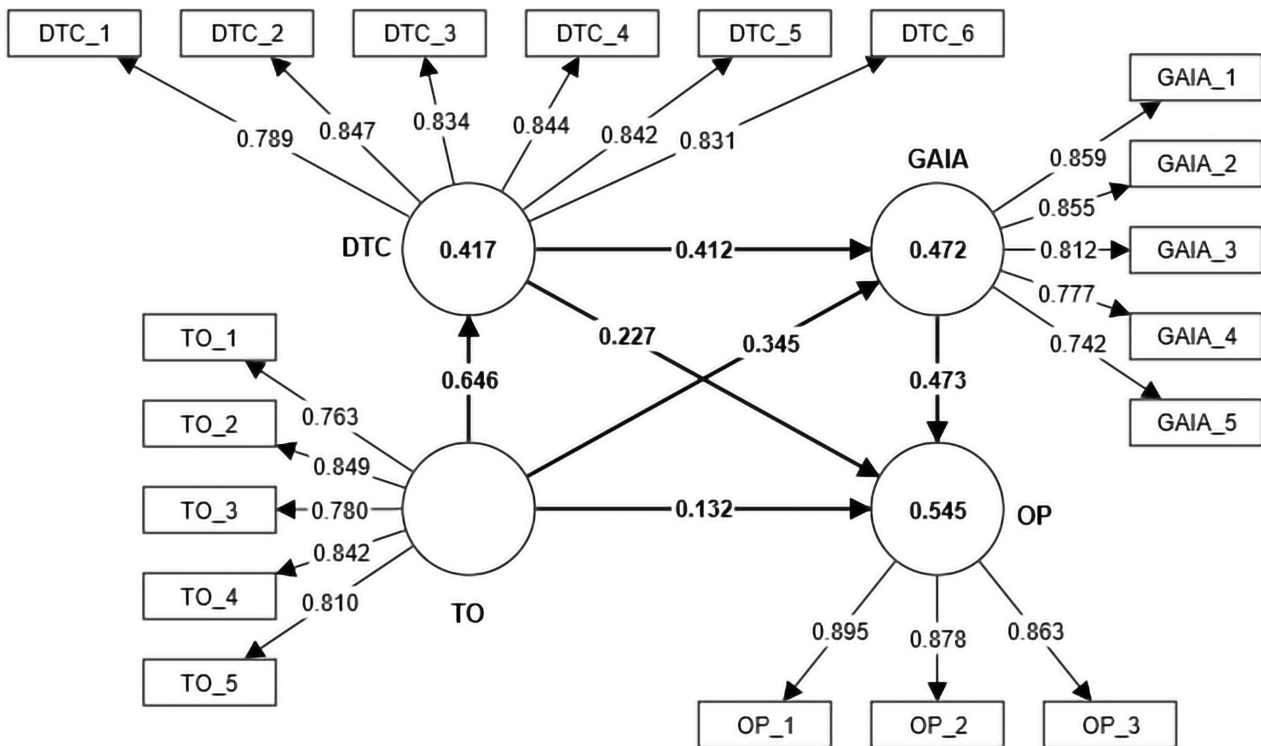 DTC_1 DTC_2 DTC_3 DTC_4 DTC_5 DTC_6
GAIA_1
0.789 0.847 0.834 0.844 0.842 0.831
GAIA
0.859
GAIA_2
0.855
DTC
0.417
0.412
0.472
0.812
GAIA_3
0.777
GAIA_4
0.742
GAIA_5
TO_1
0.227
0.345
0.646
0.473
0.763
TO_2
0.849
TO_3
0.780
0.132
0.545
OP
0.842
TO_4
0.810
TO
TO_5
0.895 0.878 0.863
OP_1 OP_2 OP_3